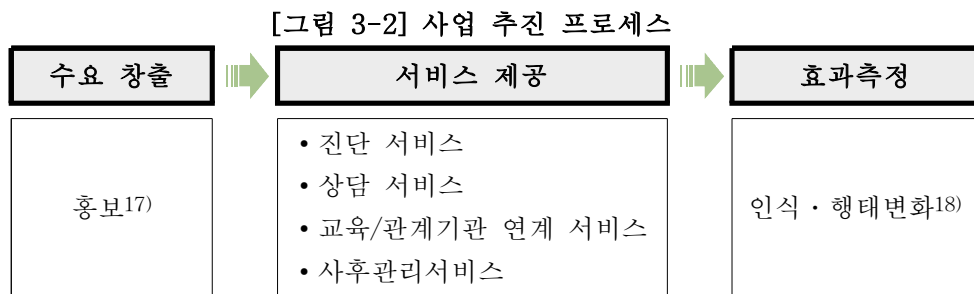 [그림 3-2] 사업 추진 프로세스
수요 창출
서비스 제공
효과측정
홍보17)
• 진단 서비스
• 상담 서비스
• 교육/관계기관 연계 서비스
• 사후관리서비스
인식・행태변화18)